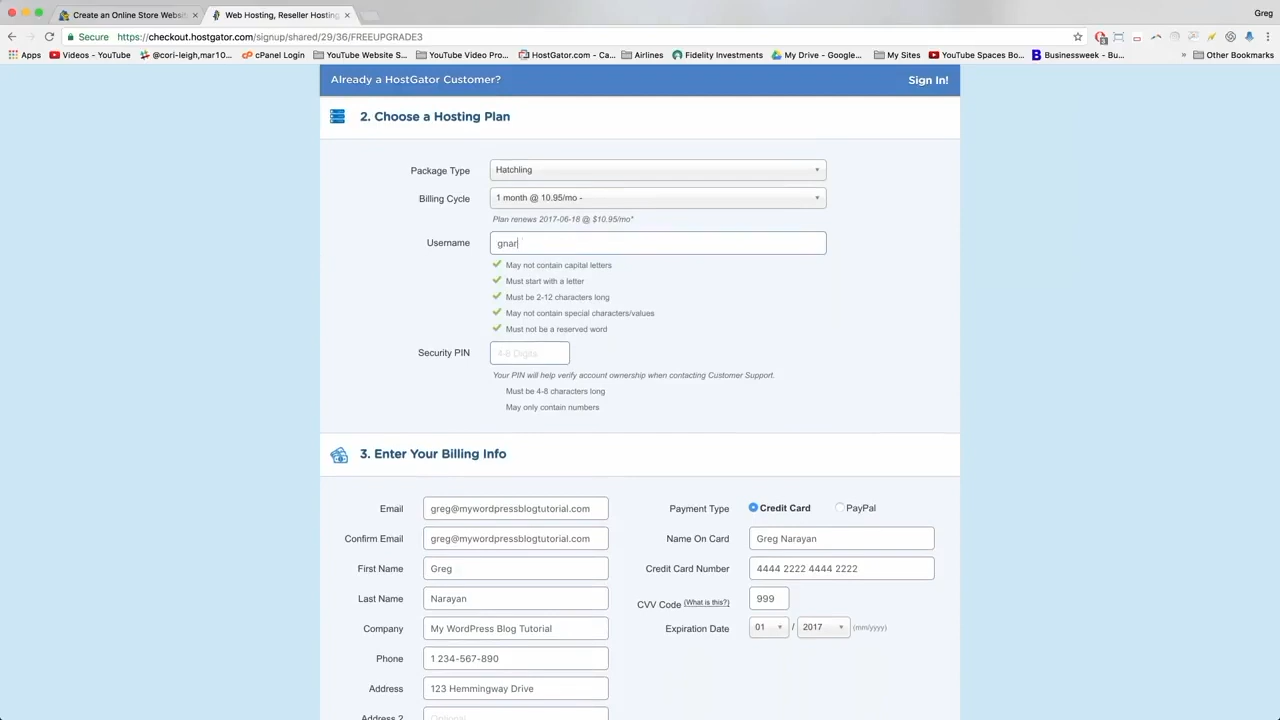 Create an Online Store Websi
Web Hosting, Reseller Hosting
Greg
Secure https://checkout.hostgator.com/signup/shared/29/36/FREEUPGRADE3
Apps Videos - YouTube @cori-leigh,mar10... cPanel Login YouTube Website S... YouTube Video Pro... HostGator.com - Ca... Airlines Fidelity Investments My Drive - Google... My Sites YouTube Spaces Bo... Businessweek - Bu... » Other Bookmarks
Already a HostGator Customer? Sign In!
2. Choose a Hosting Plan
Package Type Hatchling
Billing Cycle 1 month @ 10.95/mo -
Plan renews 2017-06-18 @ $10.95/mo*
Username gnar
May not contain capital letters
Must start with a letter
Must be 2-12 characters long
May not contain special characters/values
Must not be a reserved word
Security PIN 4-8 Digits
Your PIN will help verify account ownership when contacting Customer Support.
Must be 4-8 characters long
May only contain numbers
3. Enter Your Billing Info
Email greg@mywordpressblogtutorial.com
Confirm Email greg@mywordpressblogtutorial.com
First Name Greg
Last Name Narayan
Company My WordPress Blog Tutorial
Phone 1 234-567-890
Address 123 Hemmingway Drive
Address 2 Optional
Payment Type Credit Card PayPal
Name On Card Greg Narayan
Credit Card Number 4444 2222 4444 2222
CVV Code (What is this?) 999
Expiration Date 01 / 2017 (mm/yyyy)